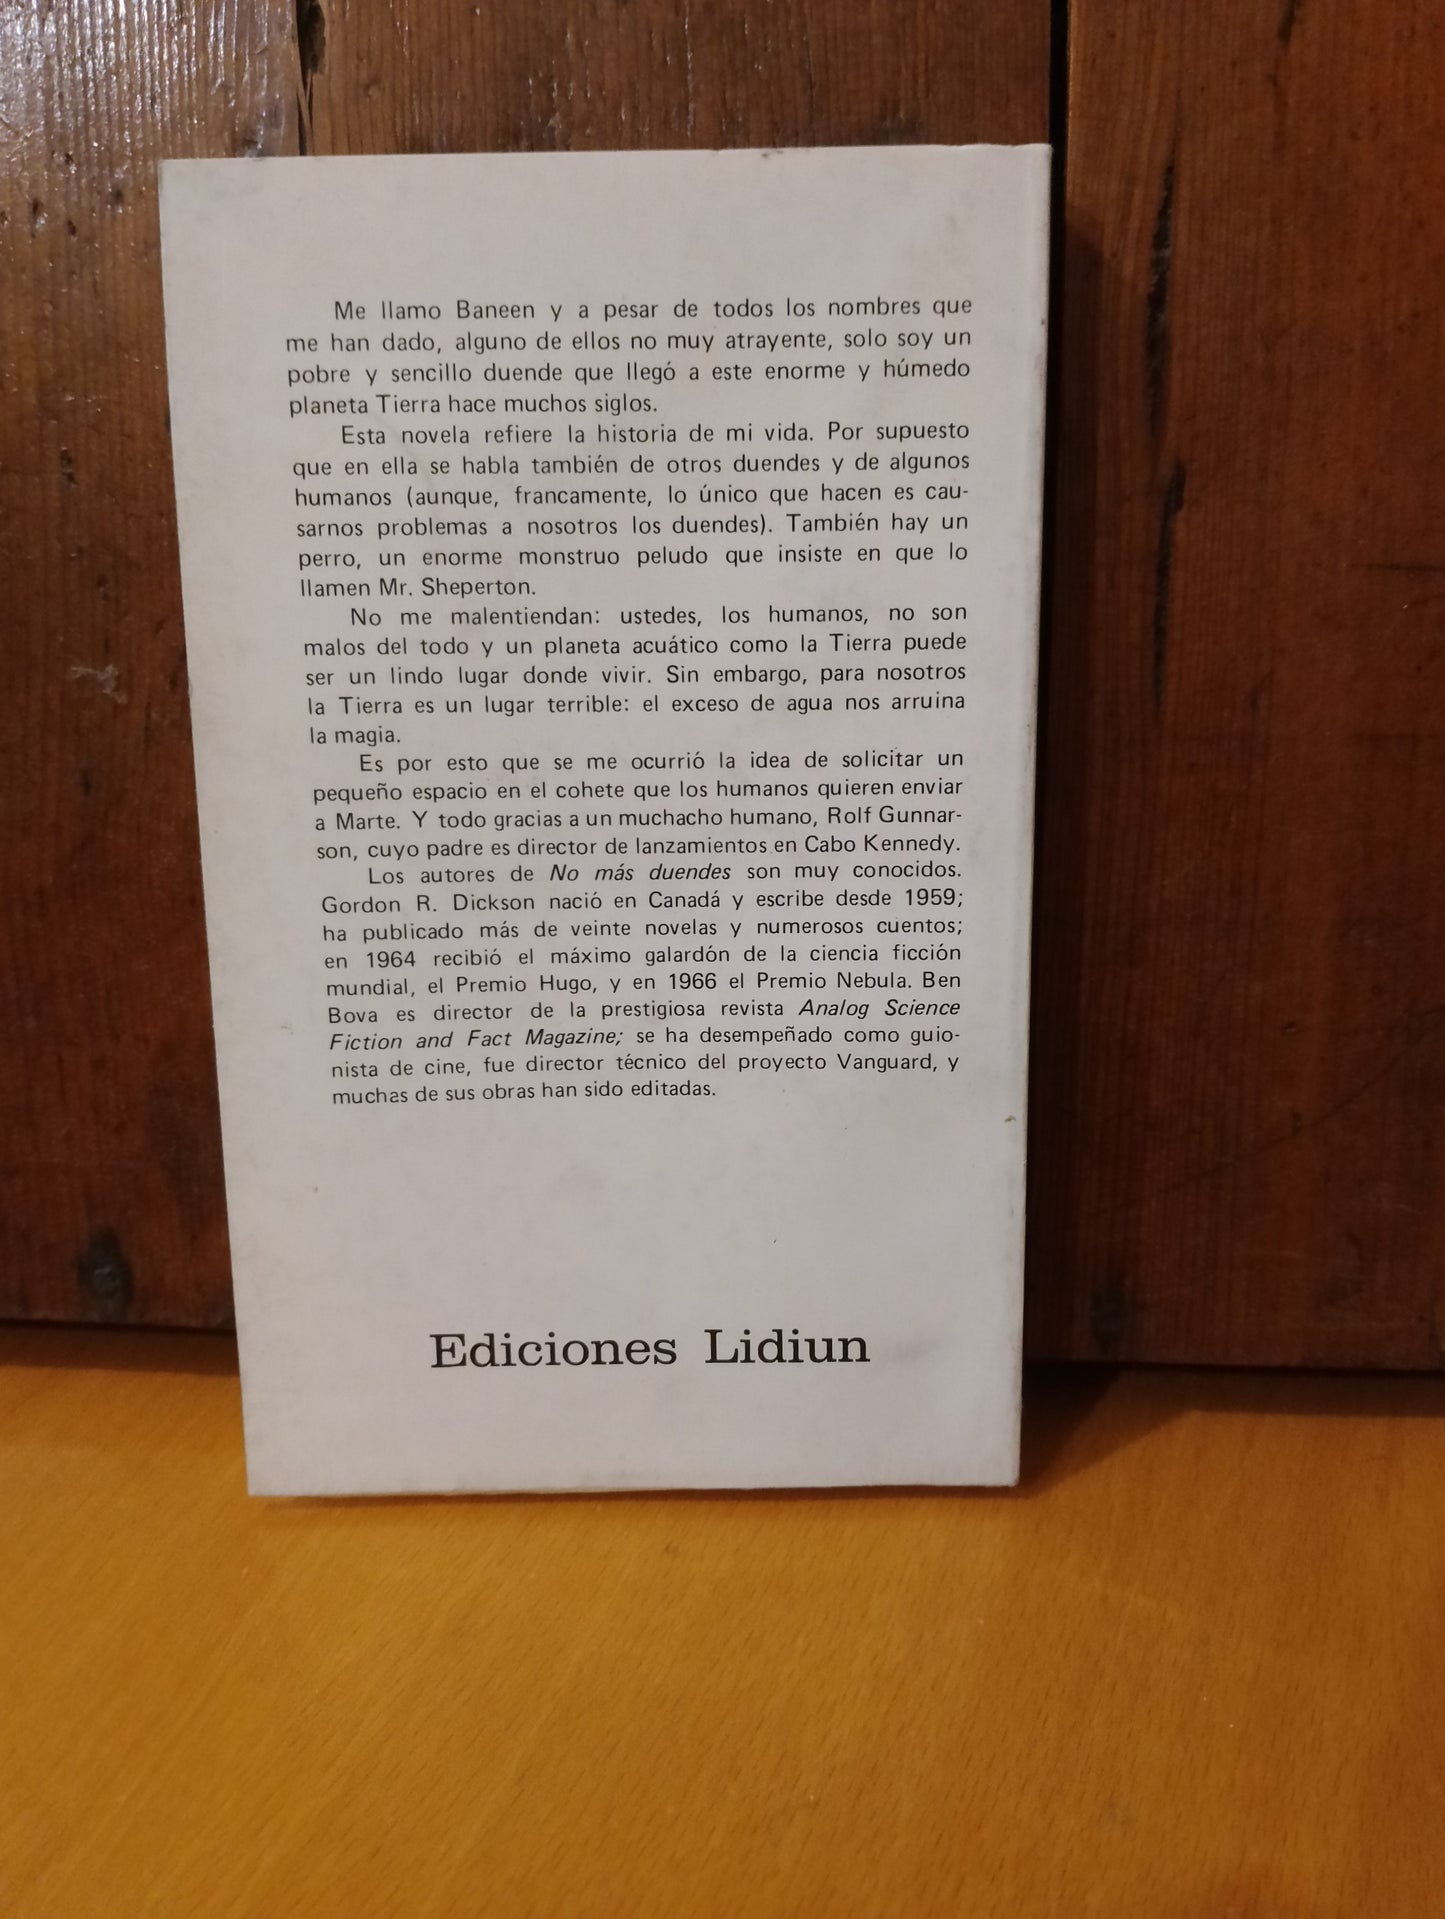 Me llamo Baneen y a pesar de todos los nombres que
me han dado, alguno de ellos no muy atrayente, solo soy un
pobre y sencillo duende que llegó a este enorme y húmedo
planeta Tierra hace muchos siglos.
Esta novela refiere la historia de mi vida. Por supuesto
que en ella se habla también de otros duendes y de algunos
humanos (aunque, francamente, lo único que hacen es cau-
sarnos problemas a nosotros los duendes). También hay un
perro, un enorme monstruo peludo que insiste en que lo
llamen Mr. Sheperton.
No me malentiendan: ustedes, los humanos, no son
malos del todo y un planeta acuático como la Tierra puede
ser un lindo lugar donde vivir. Sin embargo, para nosotros
la Tierra es un lugar terrible: el exceso de agua nos arruina
la magia.
Es por esto que se me ocurrió la idea de solicitar un
pequeño espacio en el cohete que los humanos quieren enviar
a Marte. Y todo gracias a un muchacho humano, Rolf Gunnar-
son, cuyo padre es director de lanzamientos en Cabo Kennedy.
Los autores de No más duendes son muy conocidos.
Gordon R. Dickson nació en Canadá y escribe desde 1959;
ha publicado más de veinte novelas y numerosos cuentos;
en 1964 recibió el máximo galardón de la ciencia ficción
mundial, el Premio Hugo, y en 1966 el Premio Nebula. Ben
Bova es director de la prestigiosa revista Analog Science
Fiction and Fact Magazine; se ha desempeñado como guio-
nista de cine, fue director técnico del proyecto Vanguard, y
muchas de sus obras han sido editadas.
Ediciones Lidiun